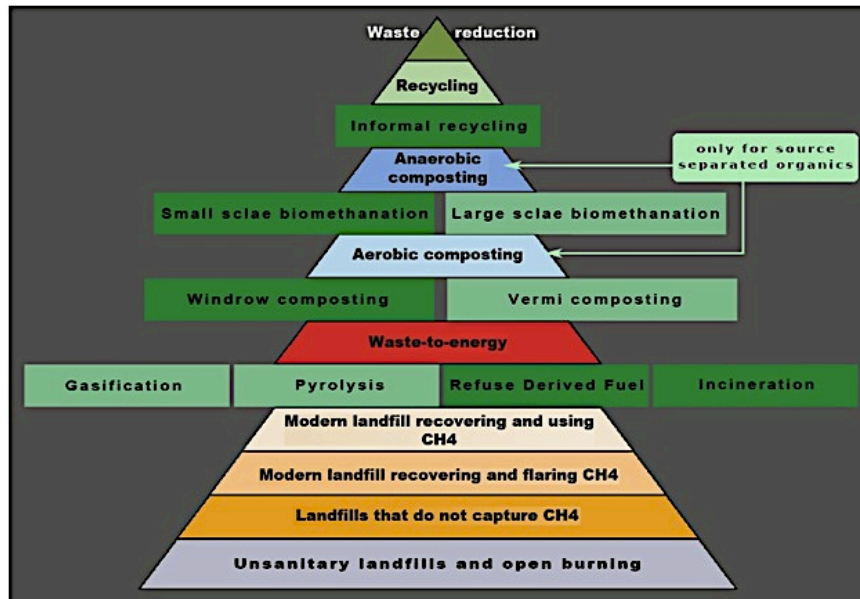 Waste reduction
Recycling
Informal recycling
only for source
separated organics
Anaerobic
composting
Small sclae biomethanation
Large sclae biomethanation
Aerobic composting
Windrow composting
Vermi composting
Waste-to-energy
Gasification
Pyrolysis
Refuse Derived Fuel
Incineration
Modern landfill recovering and using
CH4
Modern landfill recovering and flaring CH4
Landfills that do not capture CH4
Unsanitary landfills and open burning